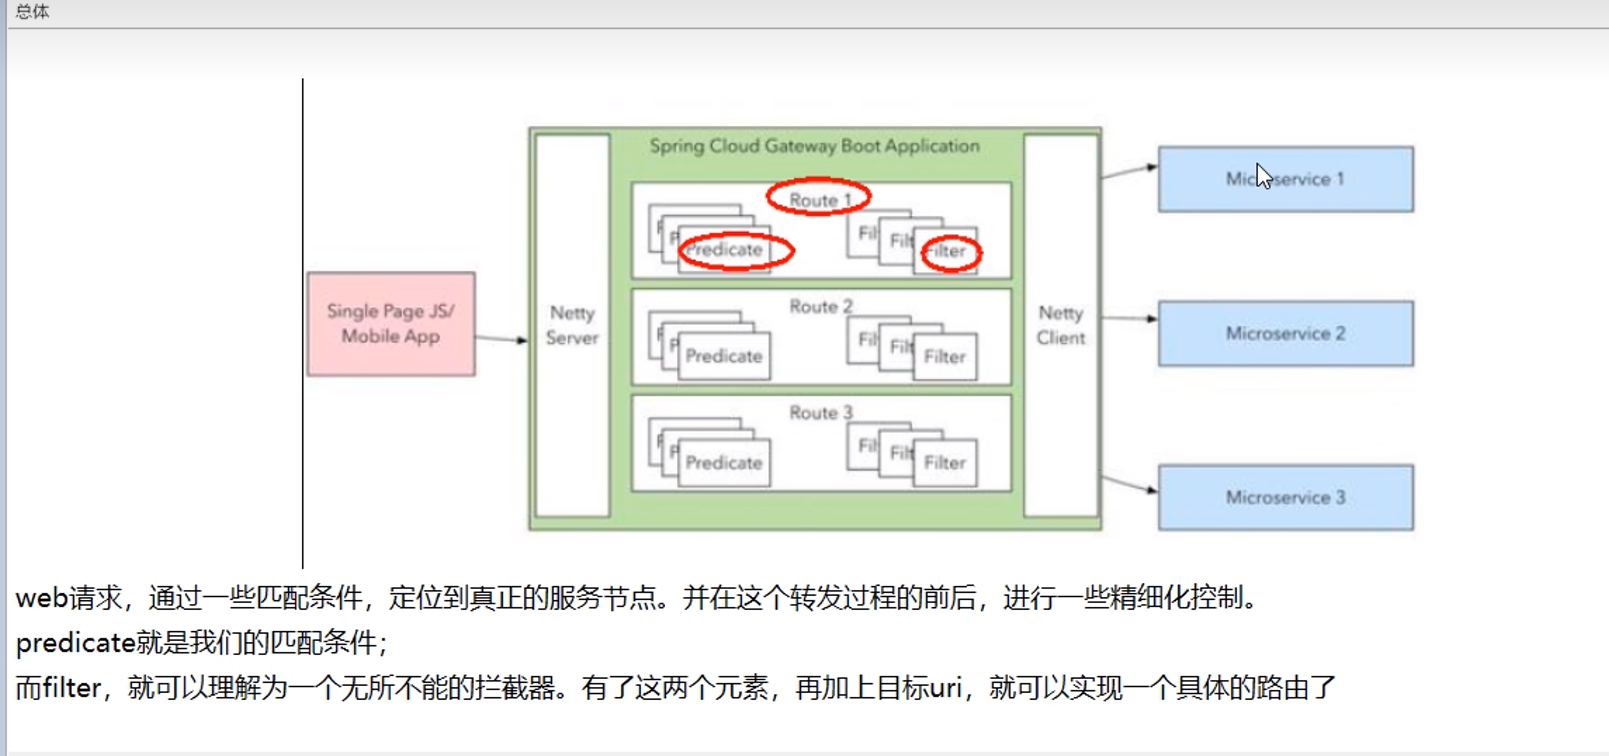 总体
Spring Cloud Gateway Boot Application
Route 1
Predicate
Fil
Filt
Filter
Single Page JS/
Mobile App
Netty
Server
Route 2
Predicate
Fil
Filt
Filter
Netty
Client
Route 3
Predicate
Fil
Filt
Filter
Microservice 1
Microservice 2
Microservice 3
web请求，通过一些匹配条件，定位到真正的服务节点。并在这个转发过程的前后，进行一些精细化控制。
predicate就是我们的匹配条件；
而filter，就可以理解为一个无所不能的拦截器。有了这两个元素，再加上目标uri，就可以实现一个具体的路由了